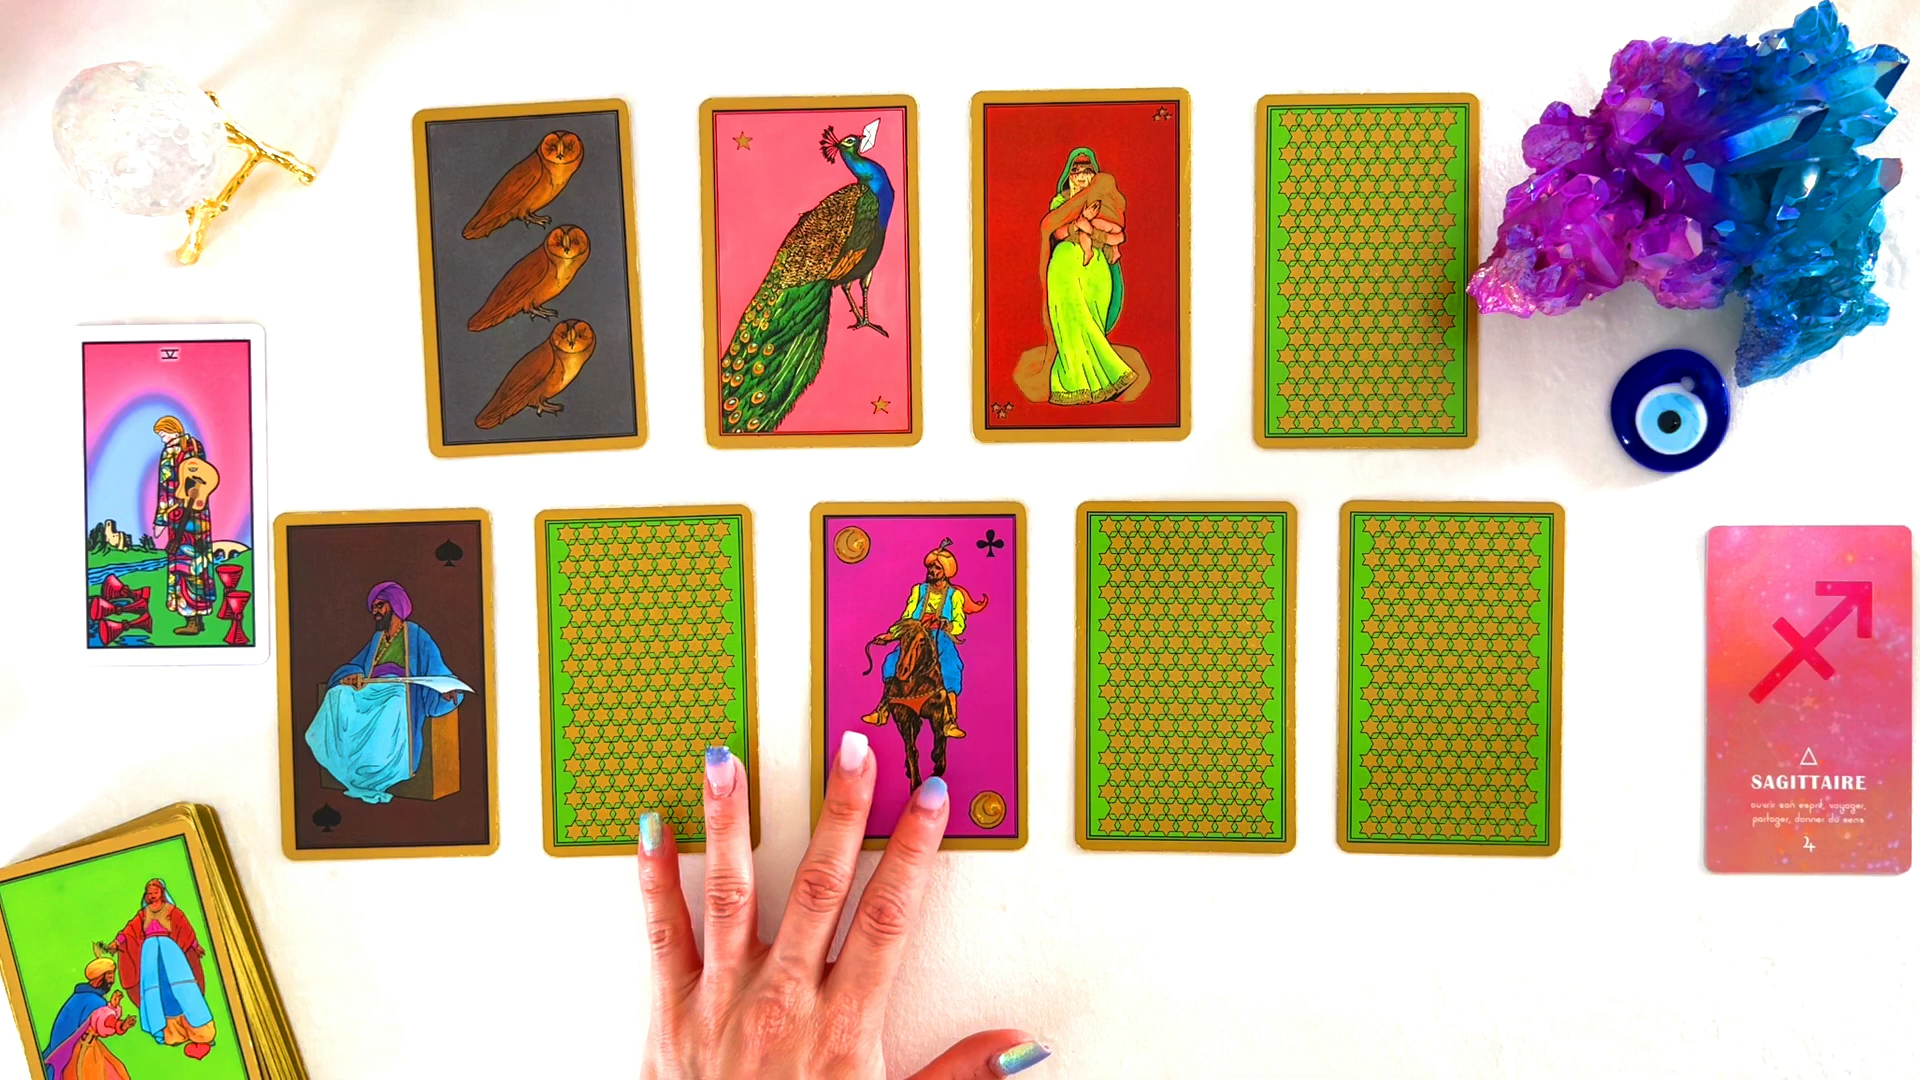 V
SAGITTAIRE
ouvrir son esprit, voyager,
partager, donner du sens